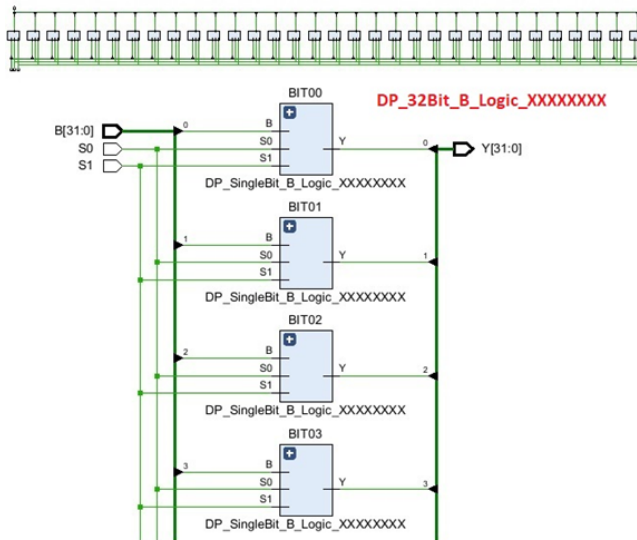 DP_32Bit_B_Logic_XXXXXXXX
BIT00
B[31:0]
S0
S1
0
B
S0
S1
Y
0
Y[31:0]
DP_SingleBit_B_Logic_XXXXXXXX
BIT01
1
B
S0
S1
Y
1
DP_SingleBit_B_Logic_XXXXXXXX
BIT02
2
B
S0
S1
Y
2
DP_SingleBit_B_Logic_XXXXXXXX
BIT03
3
B
S0
S1
Y
3
DP_SingleBit_B_Logic_XXXXXXXX